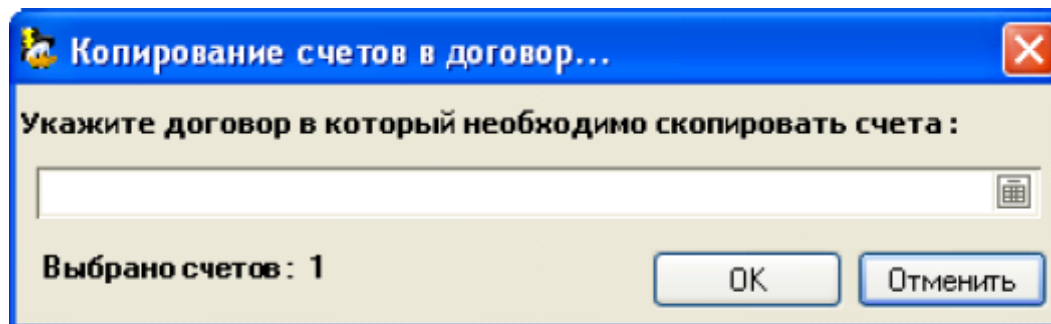 Копирование счетов в договор...
Укажите договор в который необходимо скопировать счета :
Выбрано счетов : 1
OK
Отменить